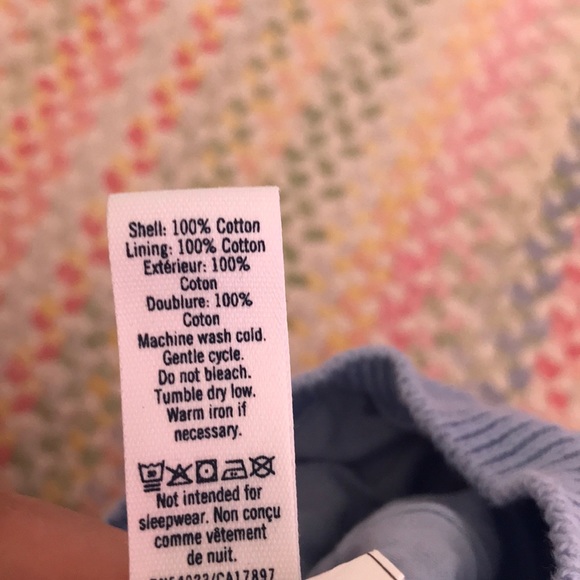 Shell: 100% Cotton
Lining: 100% Cotton
Extérieur: 100%
Coton
Doublure: 100%
Coton
Machine wash cold.
Gentle cycle.
Do not bleach.
Tumble dry low.
Warm iron if
necessary.
Not intended for
sleepwear. Non conçu
comme vêtement
de nuit.